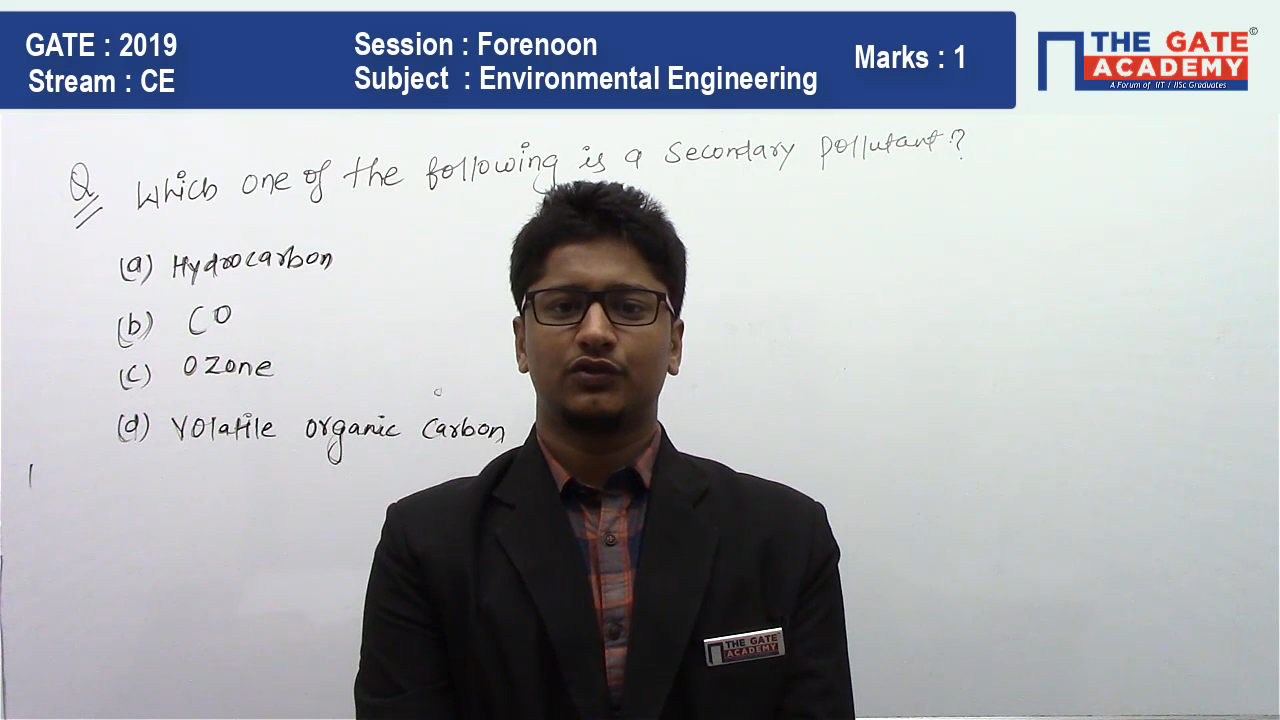 GATE : 2019
Stream : CE
Session : Forenoon
Subject : Environmental Engineering
Marks : 1
THE GATE
ACADEMY
©
A Forum of IIT / IISc Graduates
Q Which one of the following is a secondary pollutant?
(a) Hydrocarbon
(b) CO
(c) Ozone
(d) Volatile organic carbon
THE GATE
ACADEMY